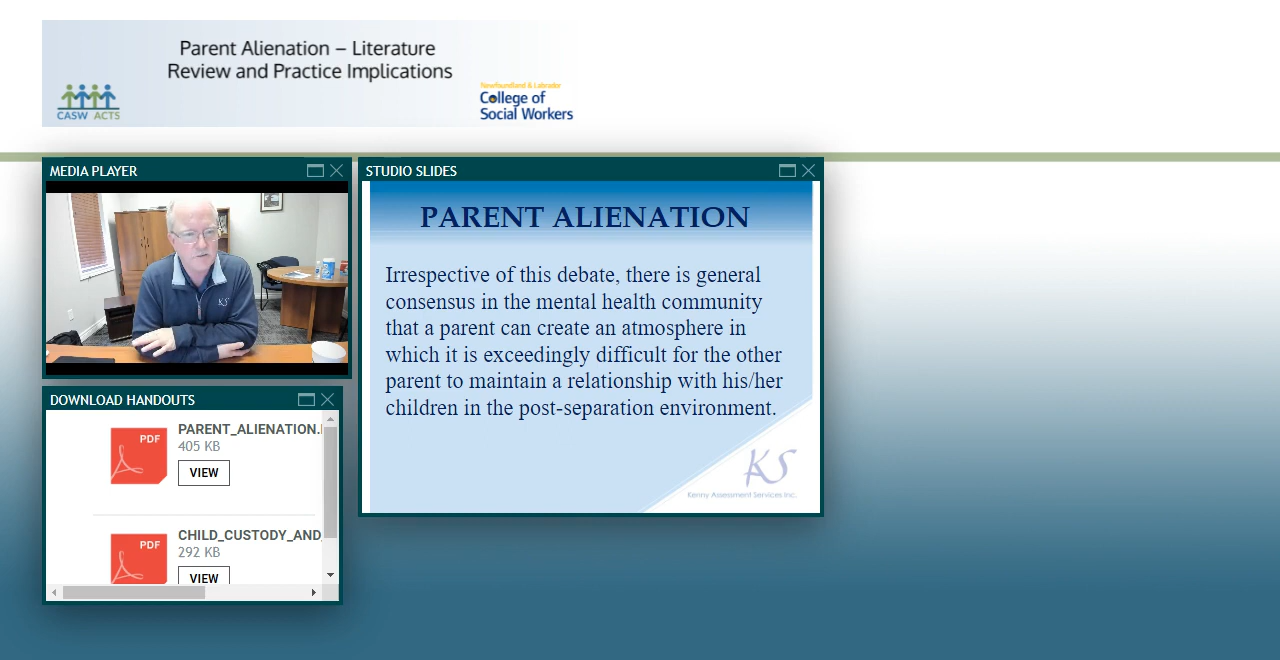 Parent Alienation – Literature
Review and Practice Implications
CASW ACTS
Newfoundland & Labrador
College of
Social Workers
MEDIA PLAYER
KS
STUDIO SLIDES
PARENT ALIENATION
Irrespective of this debate, there is general
consensus in the mental health community
that a parent can create an atmosphere in
which it is exceedingly difficult for the other
parent to maintain a relationship with his/her
children in the post-separation environment.
KS
Kenny Assessment Services Inc.
DOWNLOAD HANDOUTS
PDF
PARENT_ALIENATION.
405 KB
VIEW
PDF
CHILD_CUSTODY_AND_
292 KB
VIEW